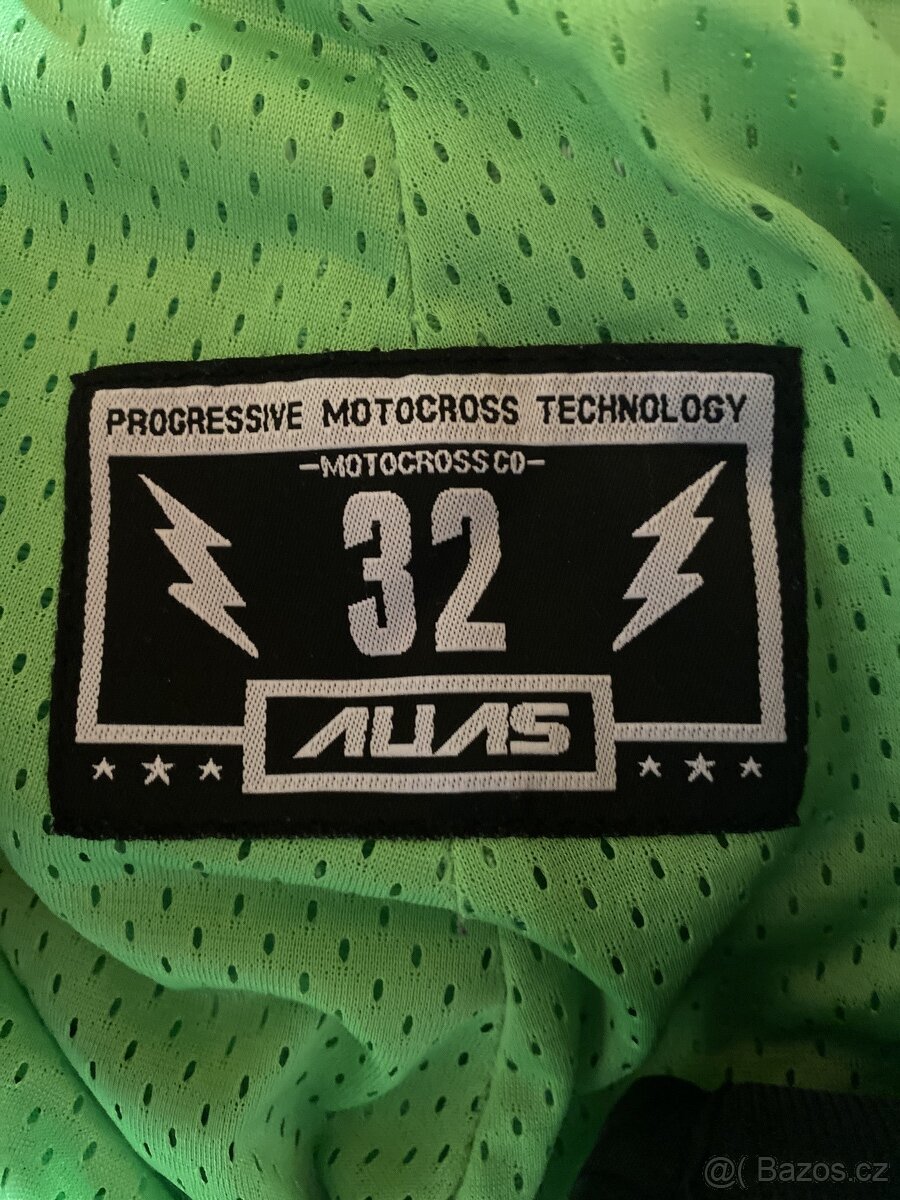 PROGRESSIVE MOTOCROSS TECHNOLOGY
-MOTOCROSS CO-
32
ALIAS
@( Bazos.cz